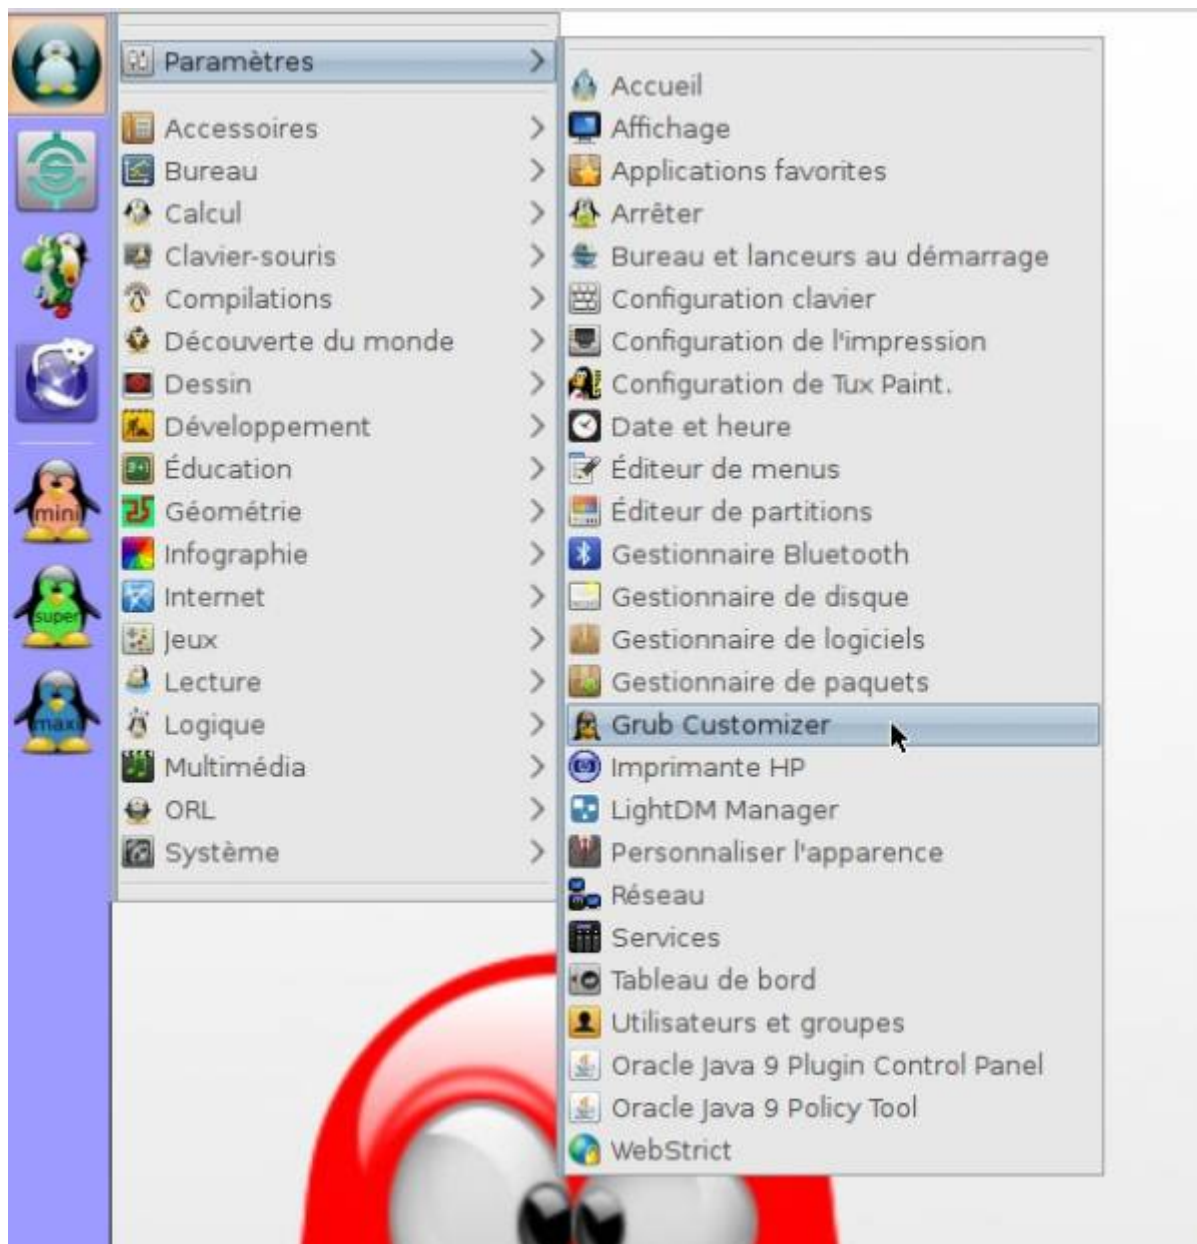 Paramètres
Accessoires
Bureau
Calcul
Clavier-souris
Compilations
Découverte du monde
Dessin
Développement
Éducation
Géométrie
Infographie
Internet
Jeux
Lecture
Logique
Multimédia
ORL
Système
Accueil
Affichage
Applications favorites
Arrêter
Bureau et lanceurs au démarrage
Configuration clavier
Configuration de l'impression
Configuration de Tux Paint.
Date et heure
Éditeur de menus
Éditeur de partitions
Gestionnaire Bluetooth
Gestionnaire de disque
Gestionnaire de logiciels
Gestionnaire de paquets
Grub Customizer
Imprimante HP
LightDM Manager
Personnaliser l'apparence
Réseau
Services
Tableau de bord
Utilisateurs et groupes
Oracle Java 9 Plugin Control Panel
Oracle Java 9 Policy Tool
WebStrict
mini
super
maxi